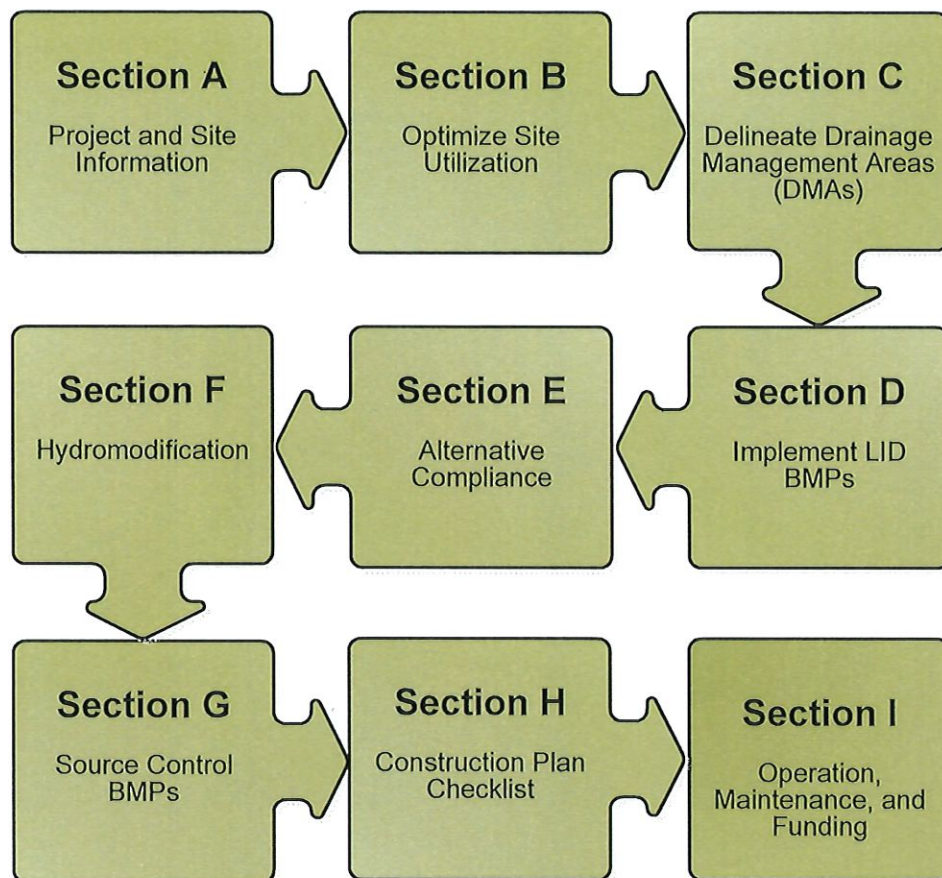 Section A
Project and Site
Information
Section B
Optimize Site
Utilization
Section C
Delineate Drainage
Management Areas
(DMAs)
Section D
Implement LID
BMPs
Section E
Alternative
Compliance
Section F
Hydromodification
Section G
Source Control
BMPs
Section H
Construction Plan
Checklist
Section I
Operation,
Maintenance, and
Funding